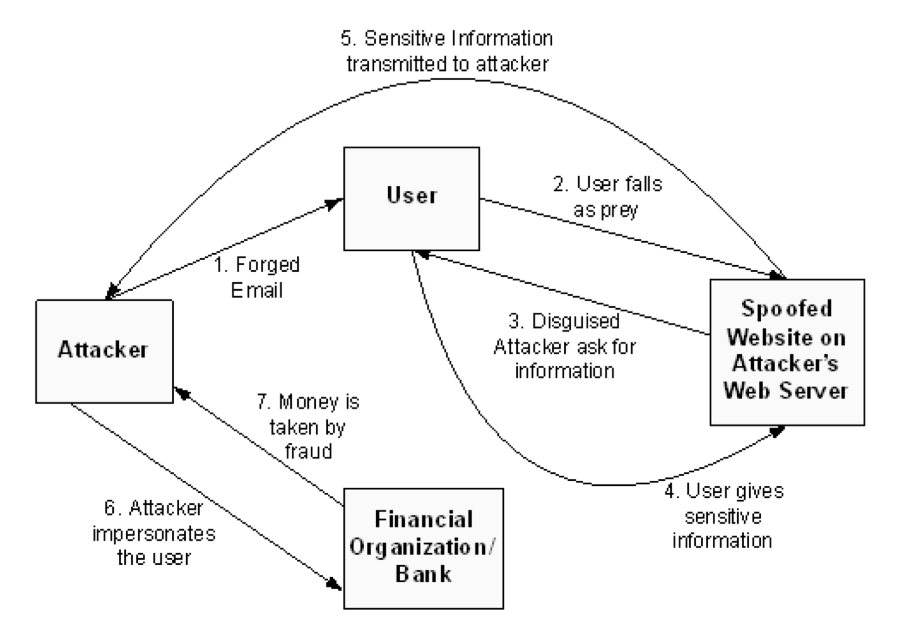 5. Sensitive Information
transmitted to attacker
User
2. User falls
as prey
1. Forged
Email
Attacker
3. Disguised
Attacker ask for
information
Spoofed
Website on
Attacker's
Web Server
7. Money is
taken by
fraud
6. Attacker
impersonates
the user
Financial
Organization/
Bank
4. User gives
sensitive
information